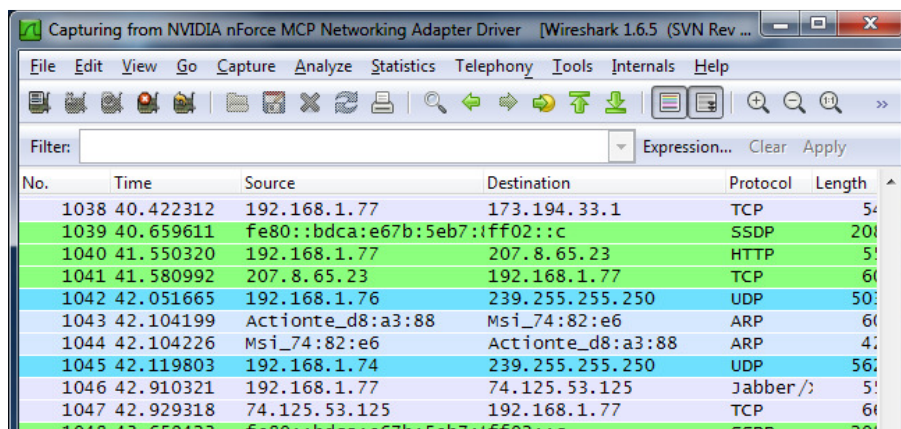 Capturing from NVIDIA nForce MCP Networking Adapter Driver [Wireshark 1.6.5 (SVN Rev ...
File Edit View Go Capture Analyze Statistics Telephony Tools Internals Help
Filter: Expression... Clear Apply
No. Time Source Destination Protocol Length
1038 40.422312 192.168.1.77 173.194.33.1 TCP
1039 40.659611 fe80::bdca:e67b:5eb7: ff02::c SSDP
1040 41.550320 192.168.1.77 207.8.65.23 HTTP
1041 41.580992 207.8.65.23 192.168.1.77 TCP
1042 42.051665 192.168.1.76 239.255.255.250 UDP
1043 42.104199 Actionte_d8:a3:88 Msi_74:82:e6 ARP
1044 42.104226 Msi_74:82:e6 Actionte_d8:a3:88 ARP
1045 42.119803 192.168.1.74 239.255.255.250 UDP
1046 42.910321 192.168.1.77 74.125.53.125 Jabber/
1047 42.929318 74.125.53.125 192.168.1.77 TCP